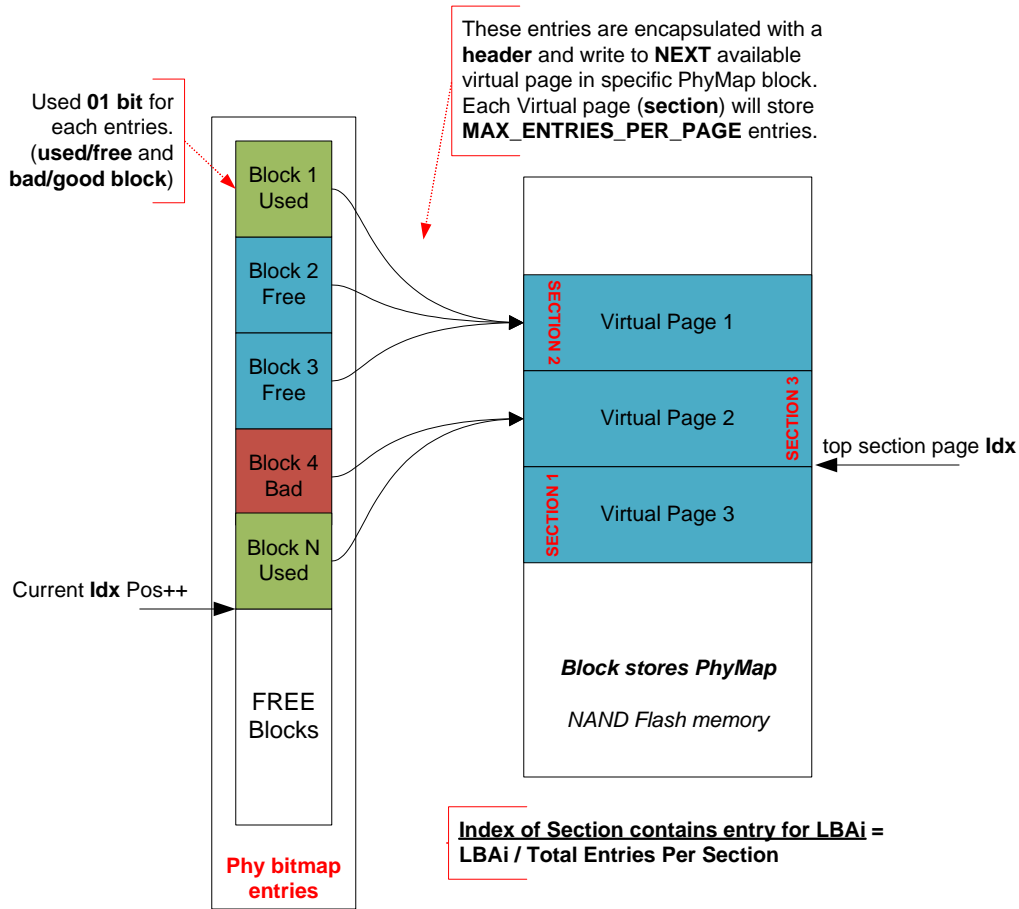 These entries are encapsulated with a
header and write to NEXT available
virtual page in specific PhyMap block.
Each Virtual page (section) will store
MAX_ENTRIES_PER_PAGE entries.
Used 01 bit for
each entries.
(used/free and
bad/good block)
Block 1
Used
Block 2
Free
Block 3
Free
Block 4
Bad
Block N
Used
Current Idx Pos++
FREE
Blocks
Phy bitmap
entries
SECTION 2
Virtual Page 1
Virtual Page 2
SECTION 3
top section page Idx
SECTION 1
Virtual Page 3
Block stores PhyMap
NAND Flash memory
Index of Section contains entry for LBAi =
LBAi / Total Entries Per Section